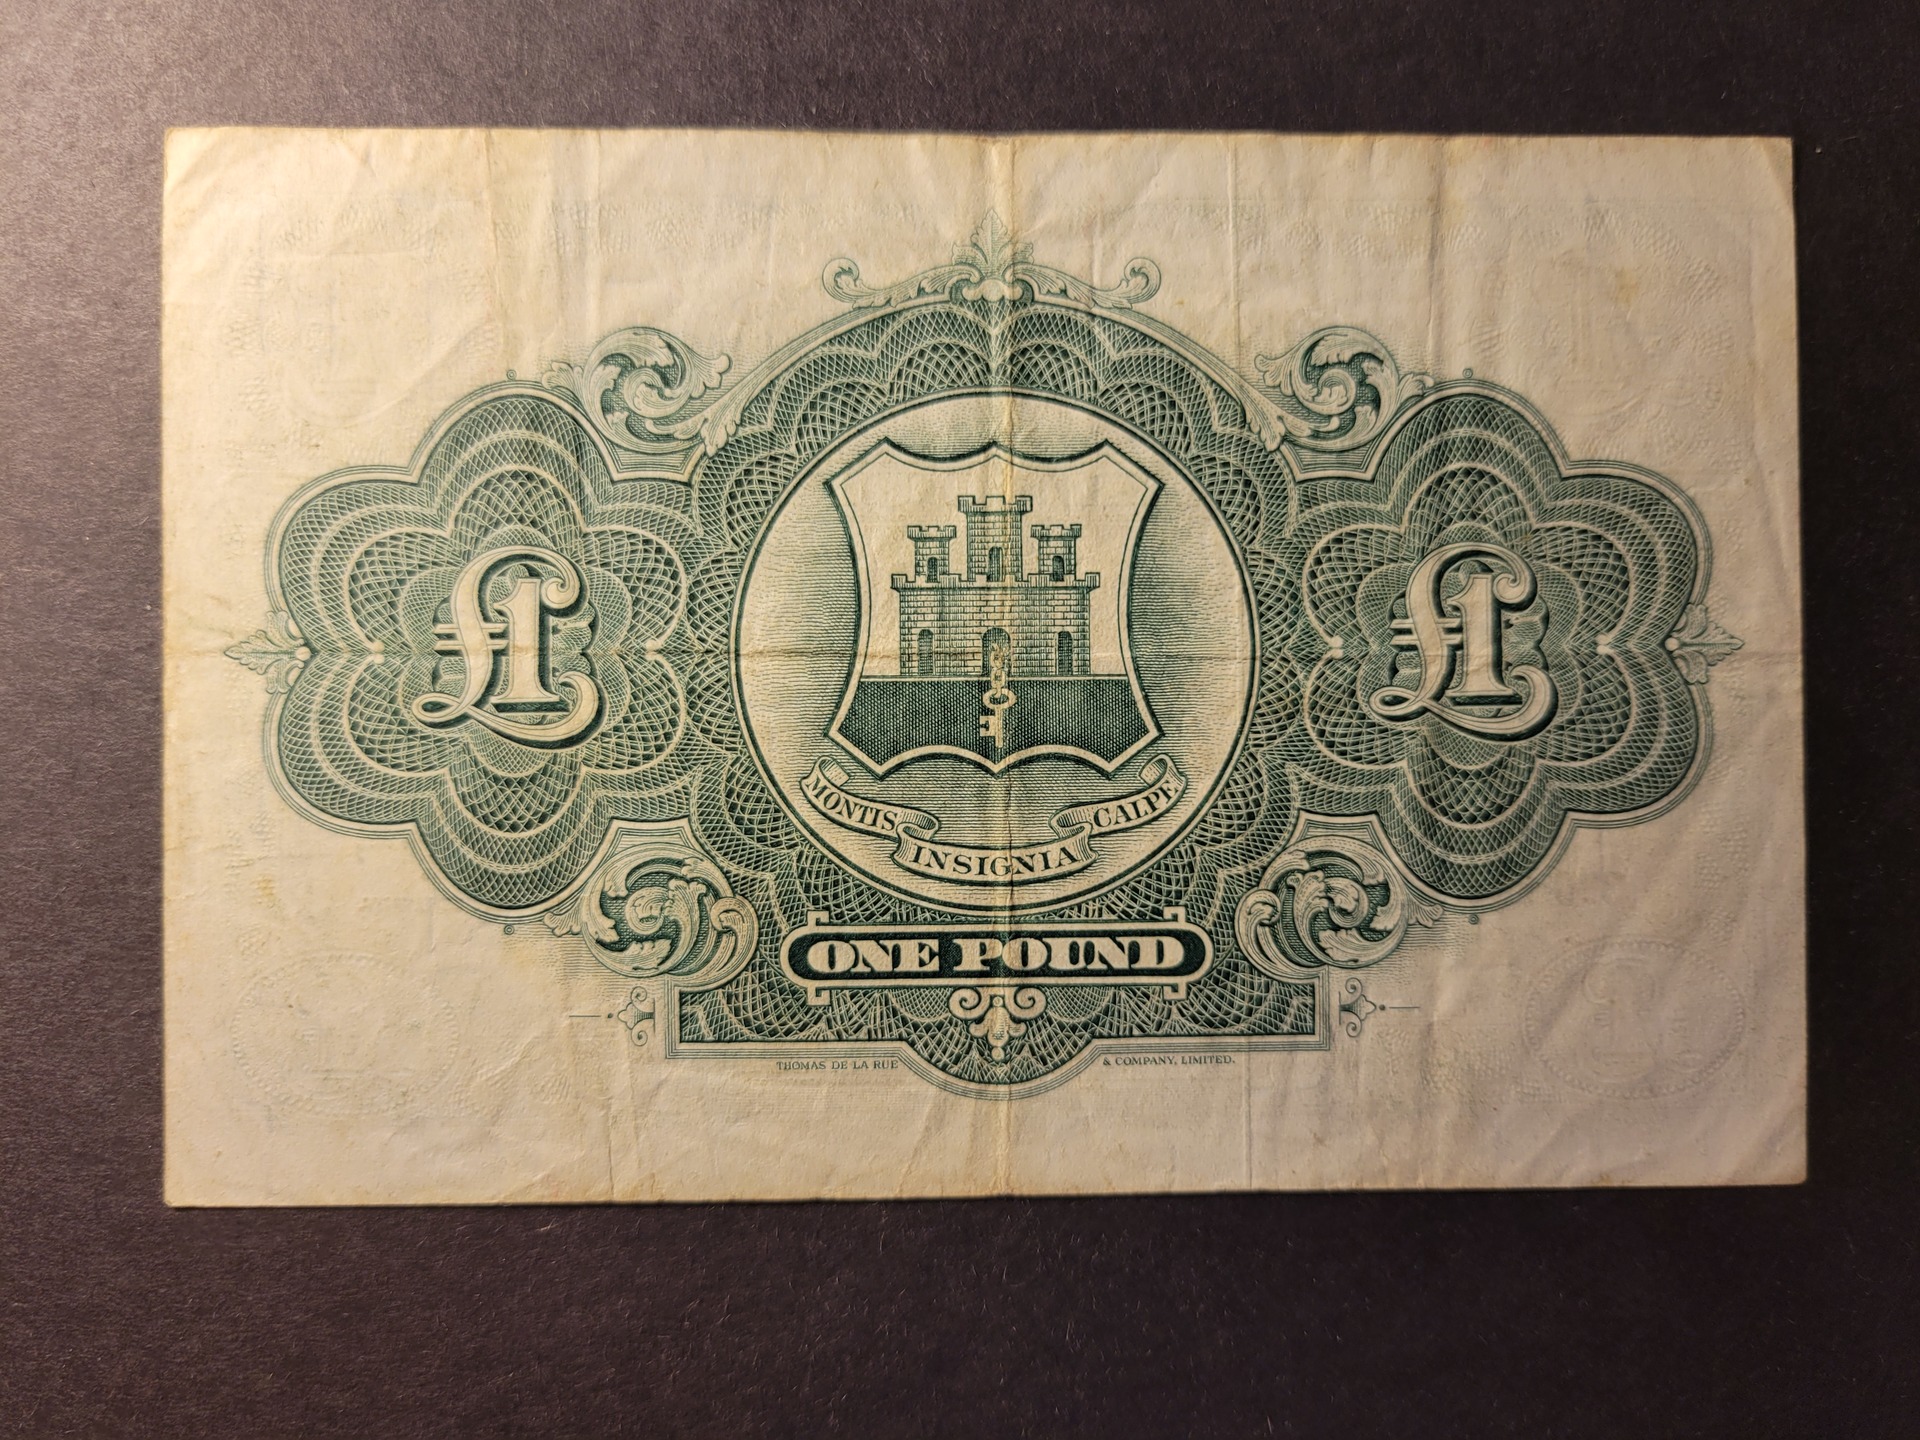 £1
£1
MONTIS
INSIGNIA
CALPE
ONE POUND
THOMAS DE LA RUE & COMPANY, LIMITED.